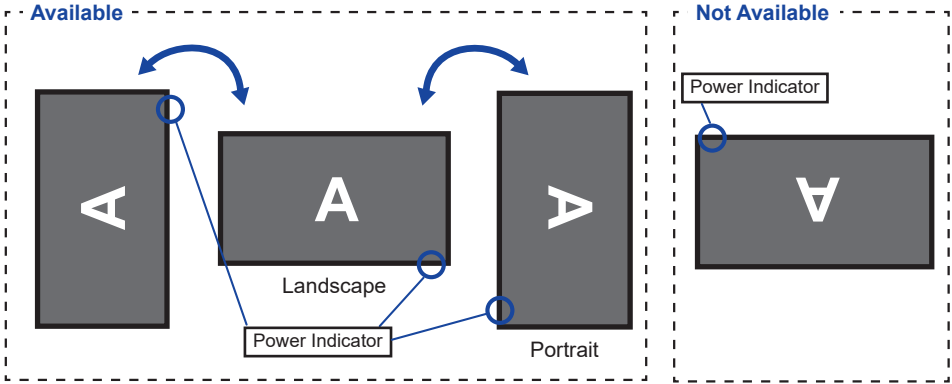 Available
Not Available
Power Indicator
A
A
A
A
Landscape
Power Indicator
Portrait